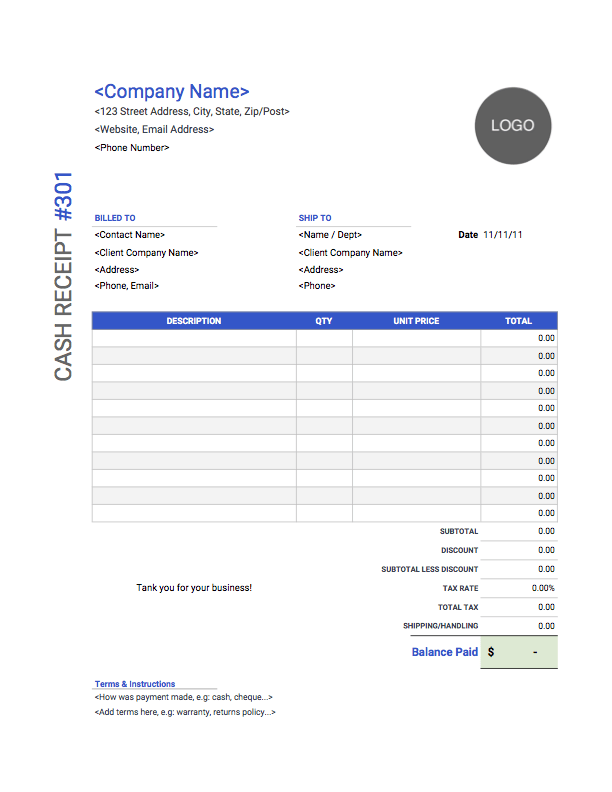 <Company Name>
<123 Street Address, City, State, Zip/Post>
<Website, Email Address>
<Phone Number>
LOGO
CASH RECEIPT #301
BILLED TO
<Contact Name>
<Client Company Name>
<Address>
<Phone, Email>
SHIP TO
<Name / Dept>
<Client Company Name>
<Address>
<Phone>
Date 11/11/11
DESCRIPTION QTY UNIT PRICE TOTAL
0.00
0.00
0.00
0.00
0.00
0.00
0.00
0.00
0.00
0.00
0.00
SUBTOTAL 0.00
DISCOUNT 0.00
SUBTOTAL LESS DISCOUNT 0.00
Tank you for your business!
TAX RATE 0.00%
TOTAL TAX 0.00
SHIPPING/HANDLING 0.00
Balance Paid $ -
Terms & Instructions
<How was payment made, e.g: cash, cheque...>
<Add terms here, e.g: warranty, returns policy...>